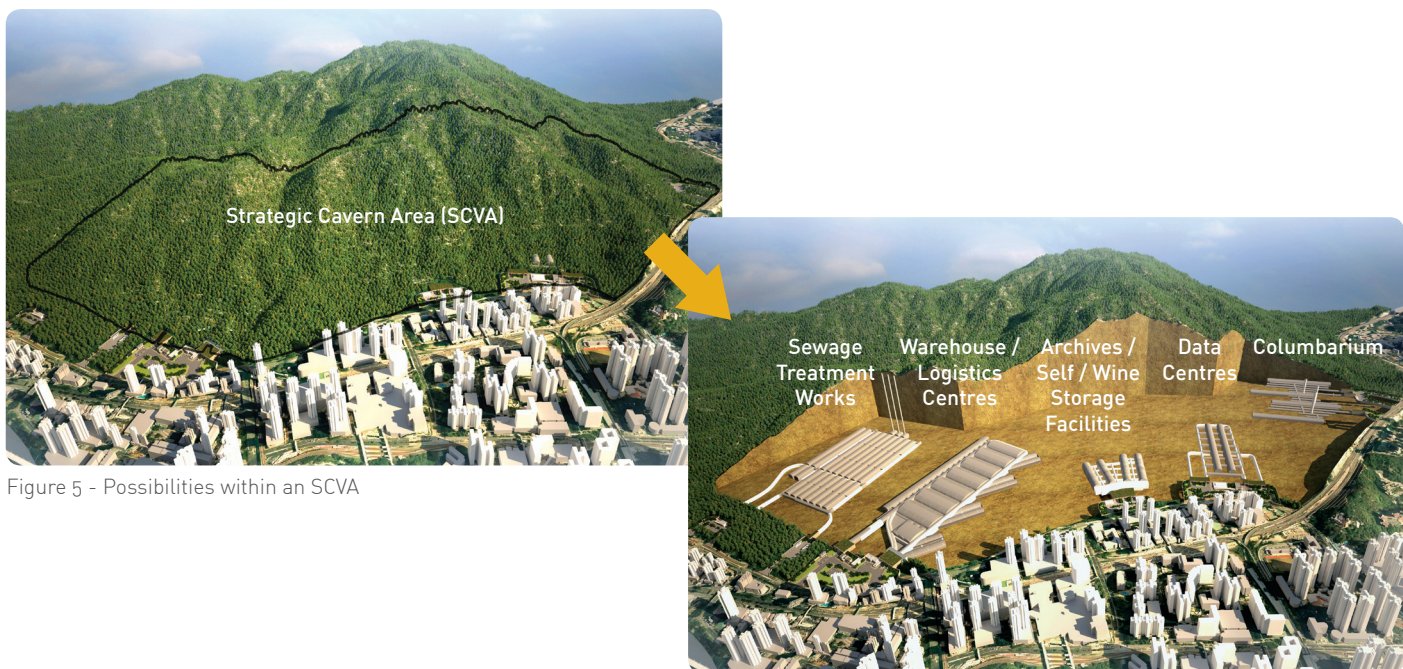 Strategic Cavern Area (SCVA)
Figure 5 - Possibilities within an SCVA
Sewage
Treatment
Works
Warehouse /
Logistics
Centres
Archives /
Self / Wine
Storage
Facilities
Data
Centres
Columbarium